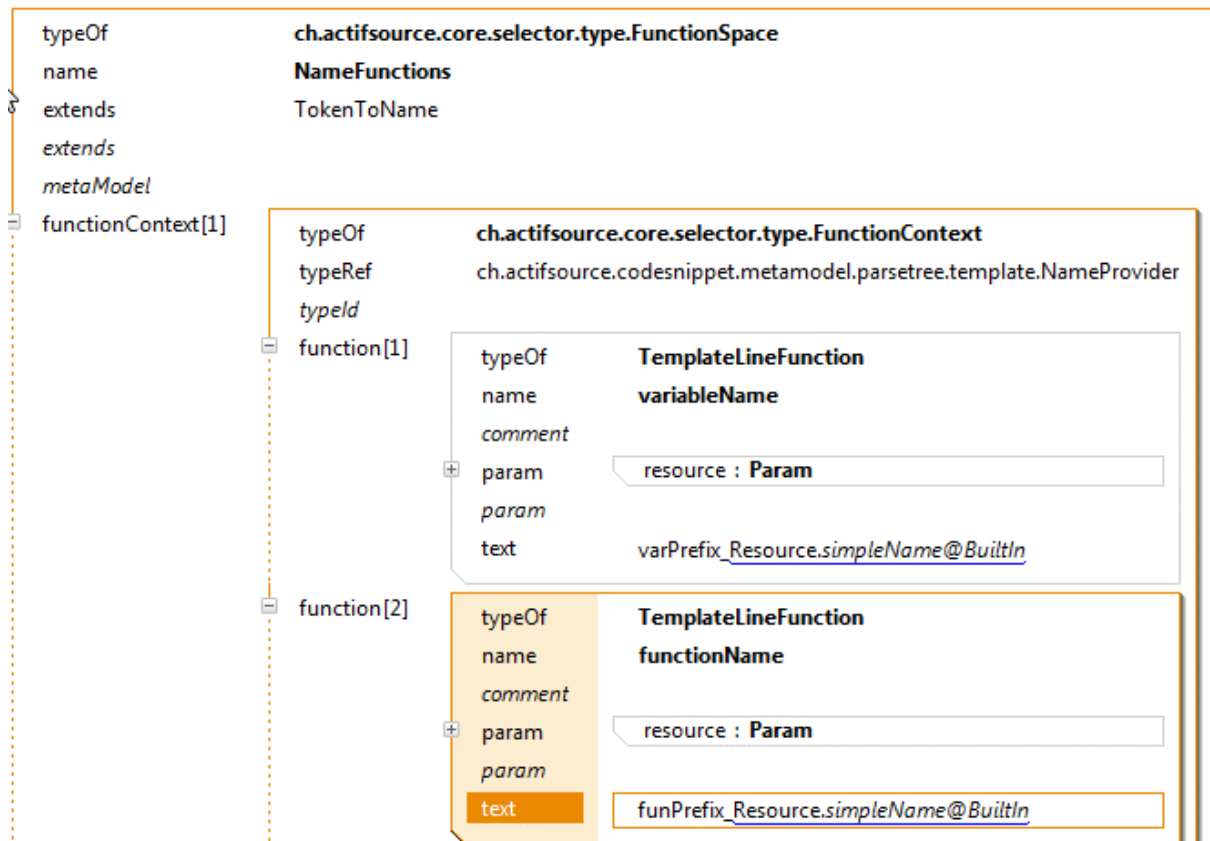 typeOf ch.actifsource.core.selector.type.FunctionSpace
name NameFunctions
extends TokenToName
extends
metaModel
functionContext[1]
typeOf ch.actifsource.core.selector.type.FunctionContext
typeRef ch.actifsource.codesnippet.metamodel.parsetree.template.NameProvider
typeId
function[1]
typeOf TemplateLineFunction
name variableName
comment
param resource : Param
param
text varPrefix_Resource.simpleName@BuiltIn
function[2]
typeOf TemplateLineFunction
name functionName
comment
param resource : Param
param
text funPrefix_Resource.simpleName@BuiltIn